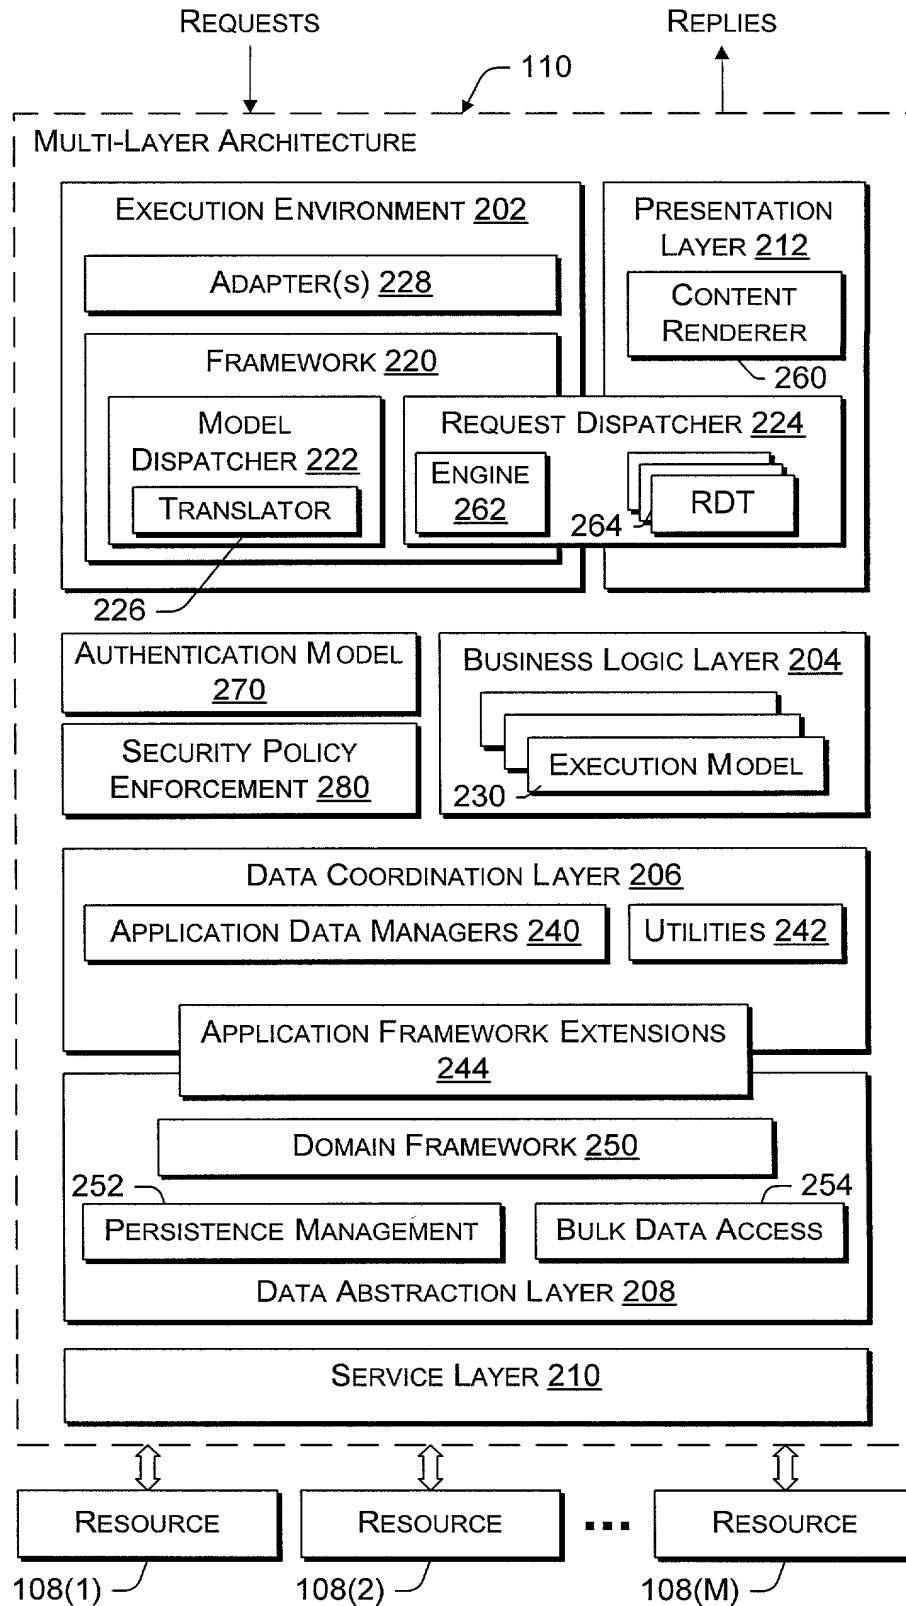 REQUESTS
REPLIES
110
MULTI-LAYER ARCHITECTURE
EXECUTION ENVIRONMENT 202
ADAPTER(S) 228
FRAMEWORK 220
MODEL
DISPATCHER 222
TRANSLATOR
226
PRESENTATION
LAYER 212
CONTENT
RENDERER
260
REQUEST DISPATCHER 224
ENGINE
262
264
RDT
AUTHENTICATION MODEL
270
SECURITY POLICY
ENFORCEMENT 280
BUSINESS LOGIC LAYER 204
EXECUTION MODEL
230
DATA COORDINATION LAYER 206
APPLICATION DATA MANAGERS 240
UTILITIES 242
APPLICATION FRAMEWORK EXTENSIONS
244
DOMAIN FRAMEWORK 250
252
254
PERSISTENCE MANAGEMENT
BULK DATA ACCESS
DATA ABSTRACTION LAYER 208
SERVICE LAYER 210
RESOURCE
RESOURCE
RESOURCE
108(1)
108(2)
108(M)